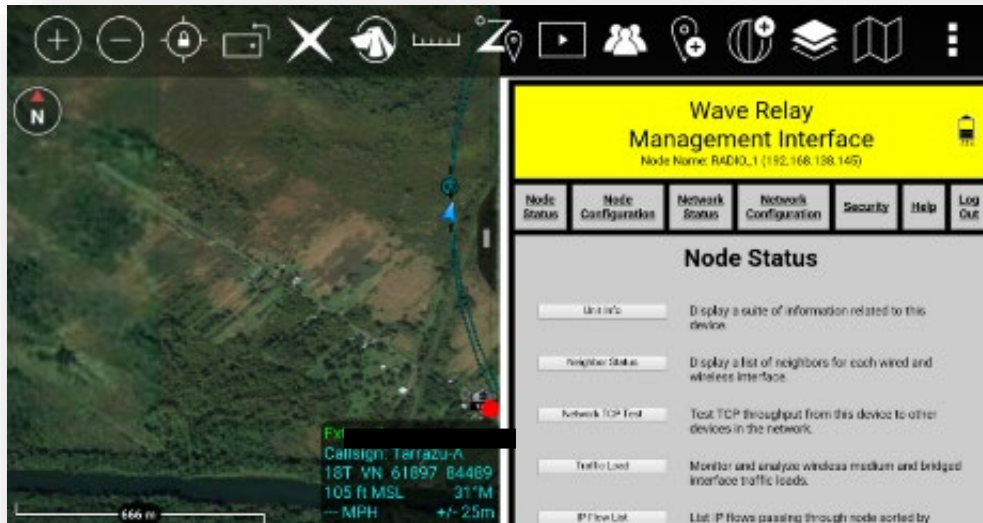 N
Ext
Callsign: Tarrazu-A
18T VN 61897 84489
105 ft MSL 31°M
--- MPH +/- 25m
666 m
Wave Relay
Management Interface
Node Name: RADIO_1 (192.168.138.145)
Node Status
Node Configuration
Network Status
Network Configuration
Security
Help
Log Out
Node Status
Unit Info
Display a suite of information related to this
device.
Neighbor Status
Display a list of neighbors for each wired and
wireless interface.
Network TCP Test
Test TCP throughput from this device to other
devices in the network.
Traffic Load
Monitor and analyze wireless medium and bridged
interface traffic loads.
IP Flow List
List IP flows passing through node sorted by